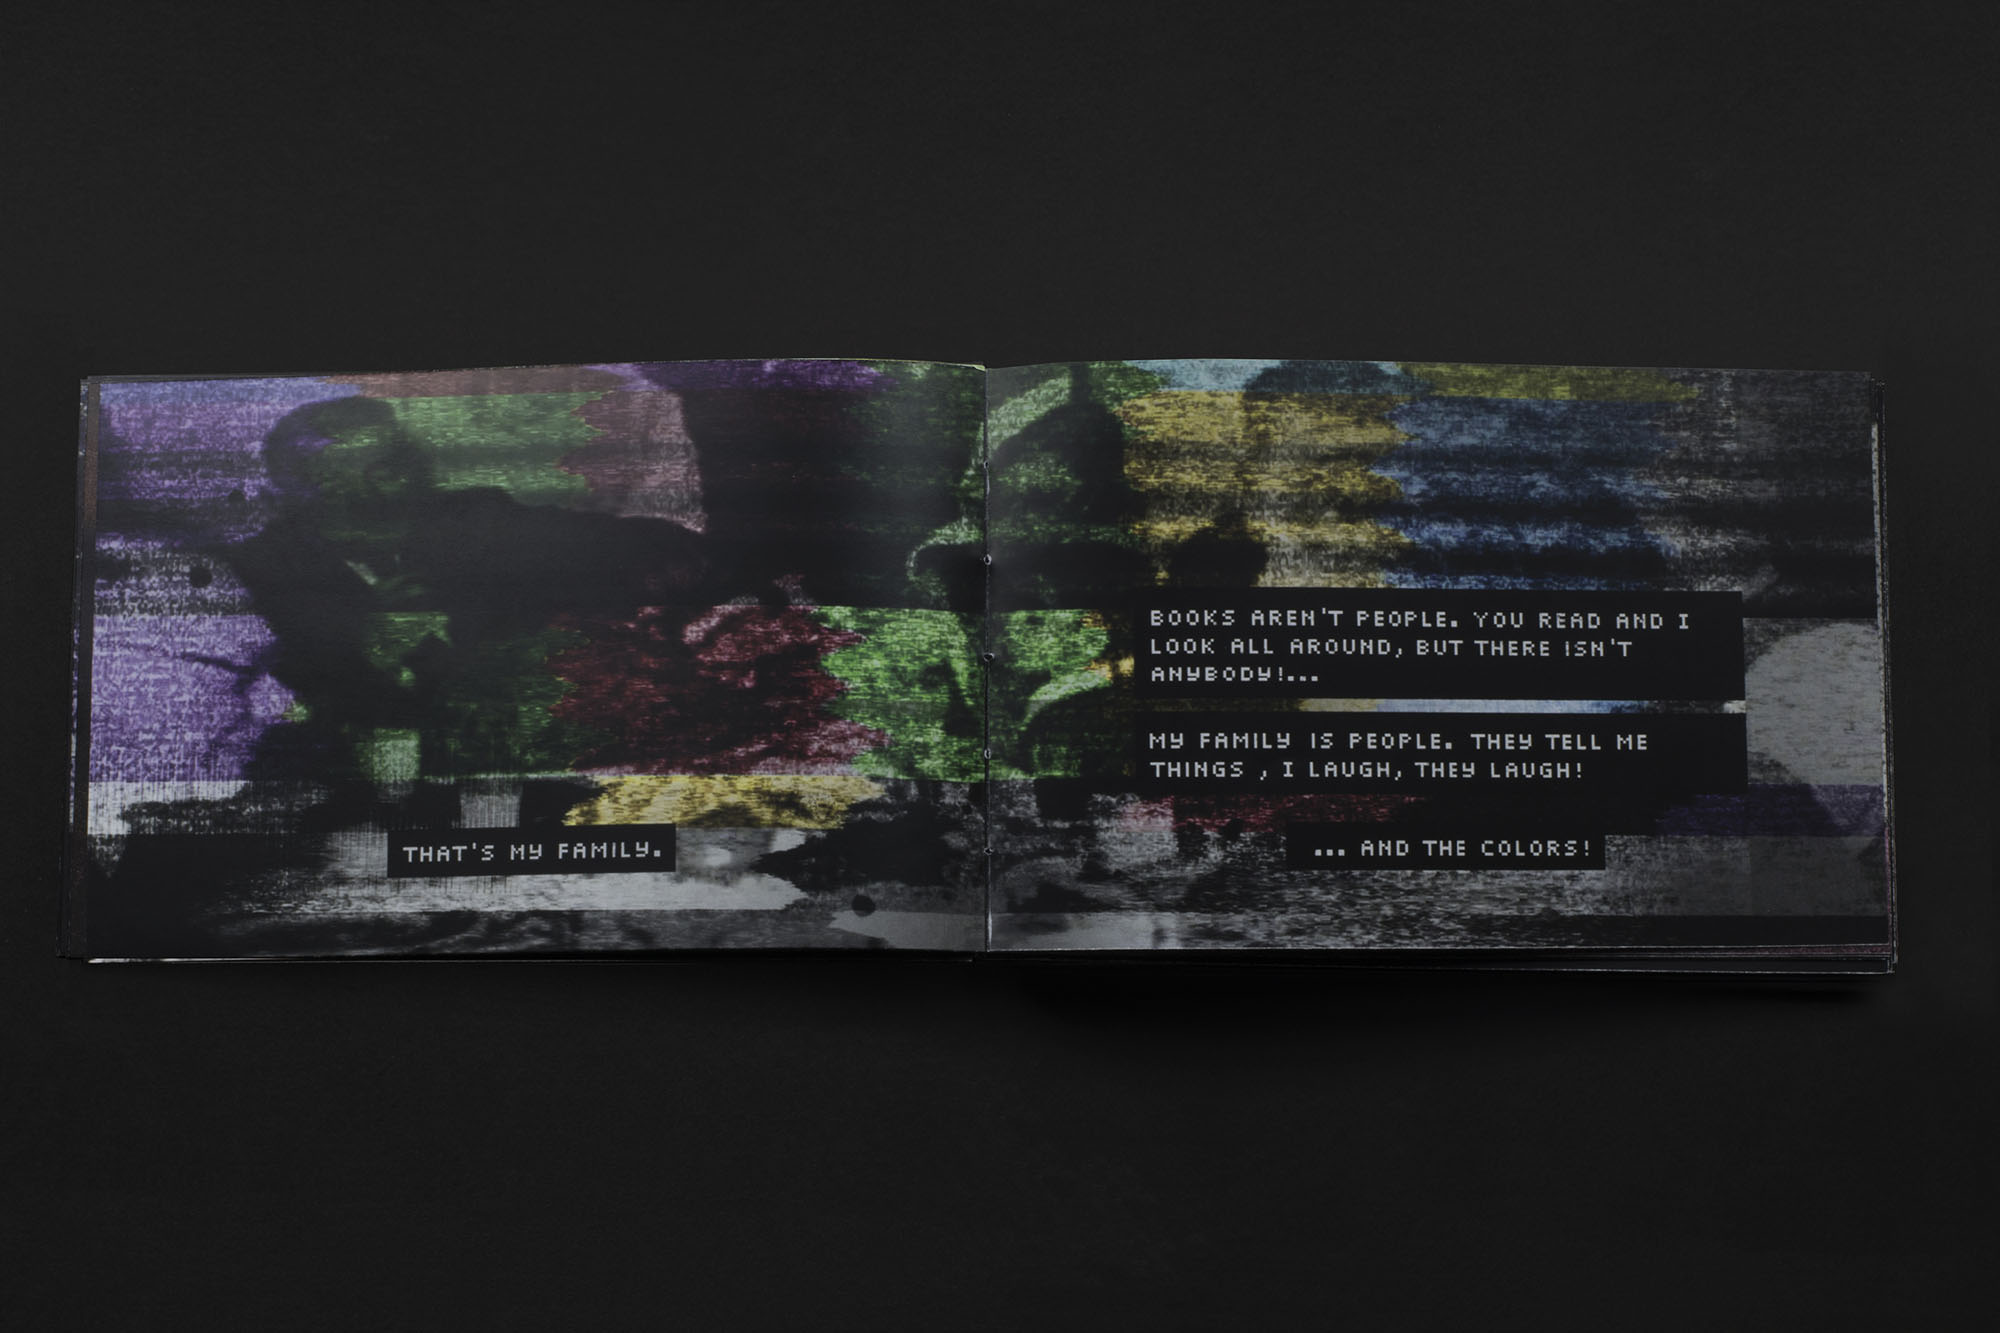 THAT'S MY FAMILY.
BOOKS AREN'T PEOPLE. YOU READ AND I
LOOK ALL AROUND, BUT THERE ISN'T
ANYBODY!...
MY FAMILY IS PEOPLE. THEY TELL ME
THINGS , I LAUGH, THEY LAUGH!
... AND THE COLORS!